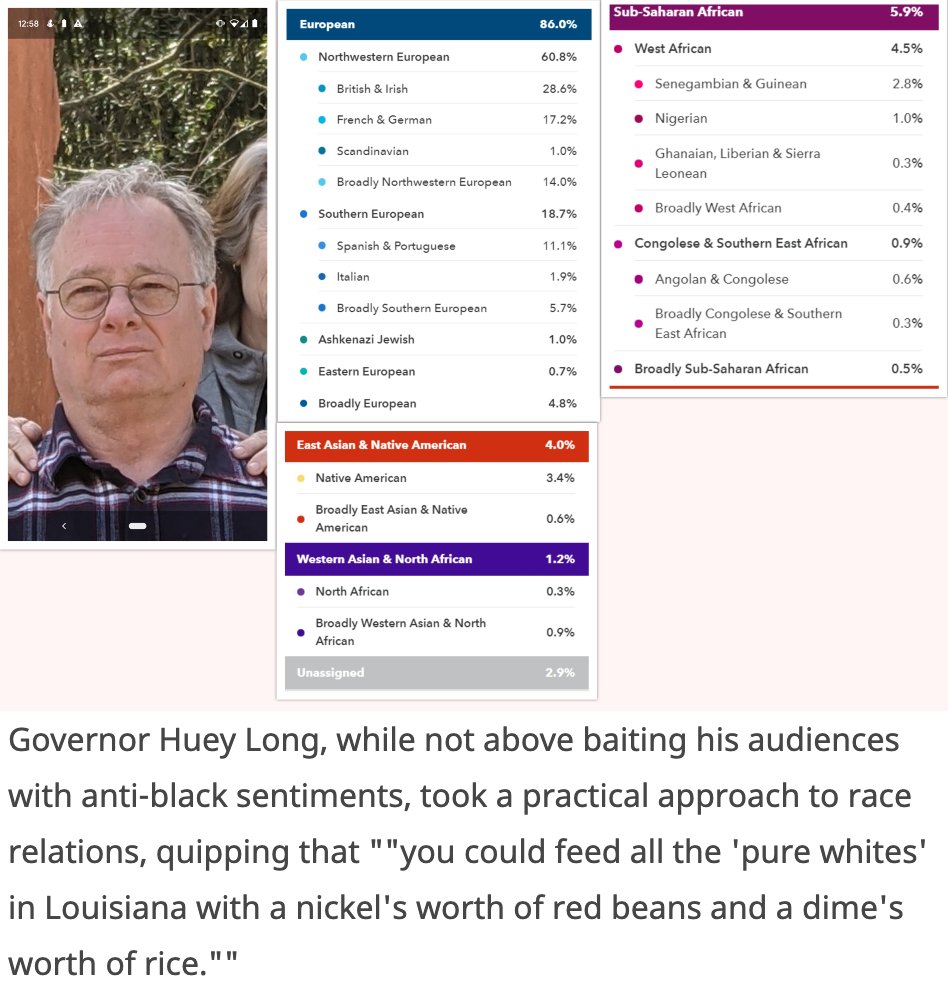 12:58
European 86.0%
Northwestern European 60.8%
British & Irish 28.6%
French & German 17.2%
Scandinavian 1.0%
Broadly Northwestern European 14.0%
Southern European 18.7%
Spanish & Portuguese 11.1%
Italian 1.9%
Broadly Southern European 5.7%
Ashkenazi Jewish 1.0%
Eastern European 0.7%
Broadly European 4.8%
Sub-Saharan African 5.9%
West African 4.5%
Senegambian & Guinean 2.8%
Nigerian 1.0%
Ghanaian, Liberian & Sierra
Leonean 0.3%
Broadly West African 0.4%
Congolese & Southern East African 0.9%
Angolan & Congolese 0.6%
Broadly Congolese & Southern
East African 0.3%
Broadly Sub-Saharan African 0.5%
East Asian & Native American 4.0%
Native American 3.4%
Broadly East Asian & Native
American 0.6%
Western Asian & North African 1.2%
North African 0.3%
Broadly Western Asian & North
African 0.9%
Unassigned 2.9%
Governor Huey Long, while not above baiting his audiences
with anti-black sentiments, took a practical approach to race
relations, quipping that ""you could feed all the 'pure whites'
in Louisiana with a nickel's worth of red beans and a dime's
worth of rice.""